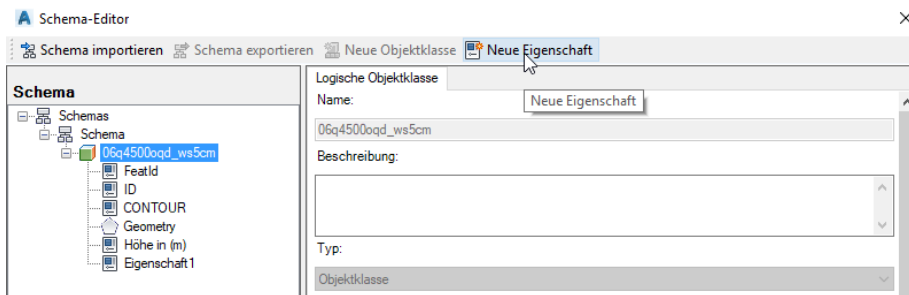 Schema-Editor
Schema importieren Schema exportieren Neue Objektklasse Neue Eigenschaft
Schema
Schemas
Schema
06q4500oqd_ws5cm
FeatId
ID
CONTOUR
Geometry
Höhe in (m)
Eigenschaft1
Logische Objektklasse
Name:
Neue Eigenschaft
06q4500oqd_ws5cm
Beschreibung:
Typ:
Objektklasse